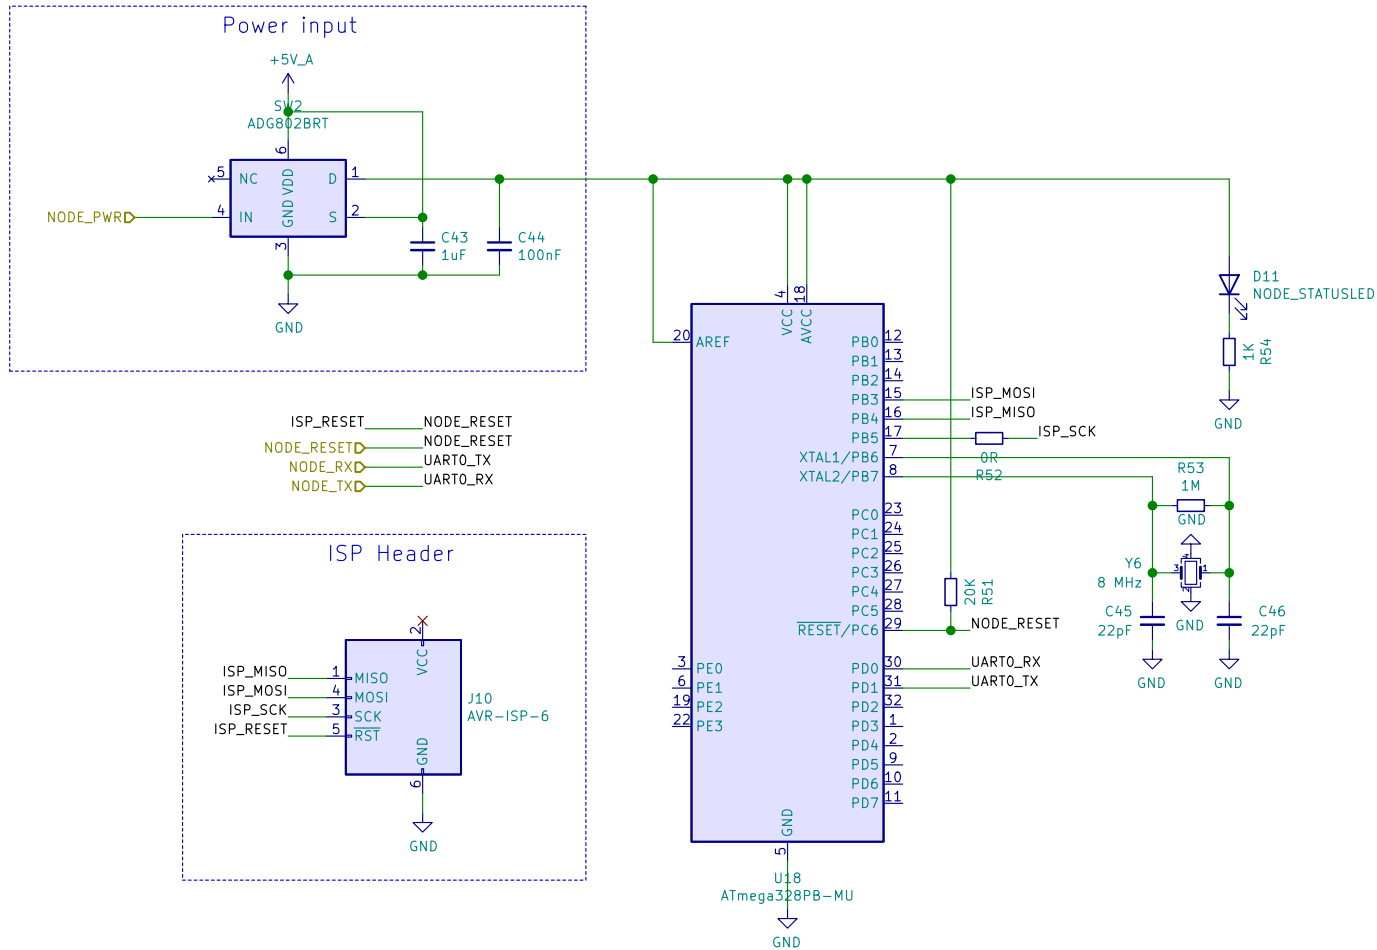 Power input
+5V_A
SW2
ADG802BRT
6
5
NC
VDD
D
1
NODE_PWR
4
IN
GND
S
2
3
C43
1uF
C44
100nF
GND
ISP_RESET
NODE_RESET
NODE_RESET
NODE_RESET
NODE_RX
UART0_TX
NODE_TX
UART0_RX
ISP Header
2
VCC
ISP_MISO
1
MISO
ISP_MOSI
4
MOSI
ISP_SCK
3
SCK
ISP_RESET
5
RST
GND
6
J10
AVR-ISP-6
GND
4
18
VCC
AVCC
20
AREF
PB0
12
PB1
13
PB2
14
PB3
15
ISP_MOSI
PB4
16
ISP_MISO
PB5
17
ISP_SCK
0R
R52
XTAL1/PB6
7
XTAL2/PB7
8
PC0
23
PC1
24
PC2
25
PC3
26
PC4
27
PC5
28
RESET/PC6
29
NODE_RESET
20K
R51
3
PE0
6
PE1
19
PE2
22
PE3
PD0
30
UART0_RX
PD1
31
UART0_TX
PD2
32
PD3
1
PD4
2
PD5
9
PD6
10
PD7
11
GND
5
U18
ATmega328PB-MU
GND
D11
NODE_STATUSLED
1K
R54
GND
R53
1M
GND
Y6
8 MHz
4
3
1
2
GND
C45
22pF
C46
22pF
GND
GND